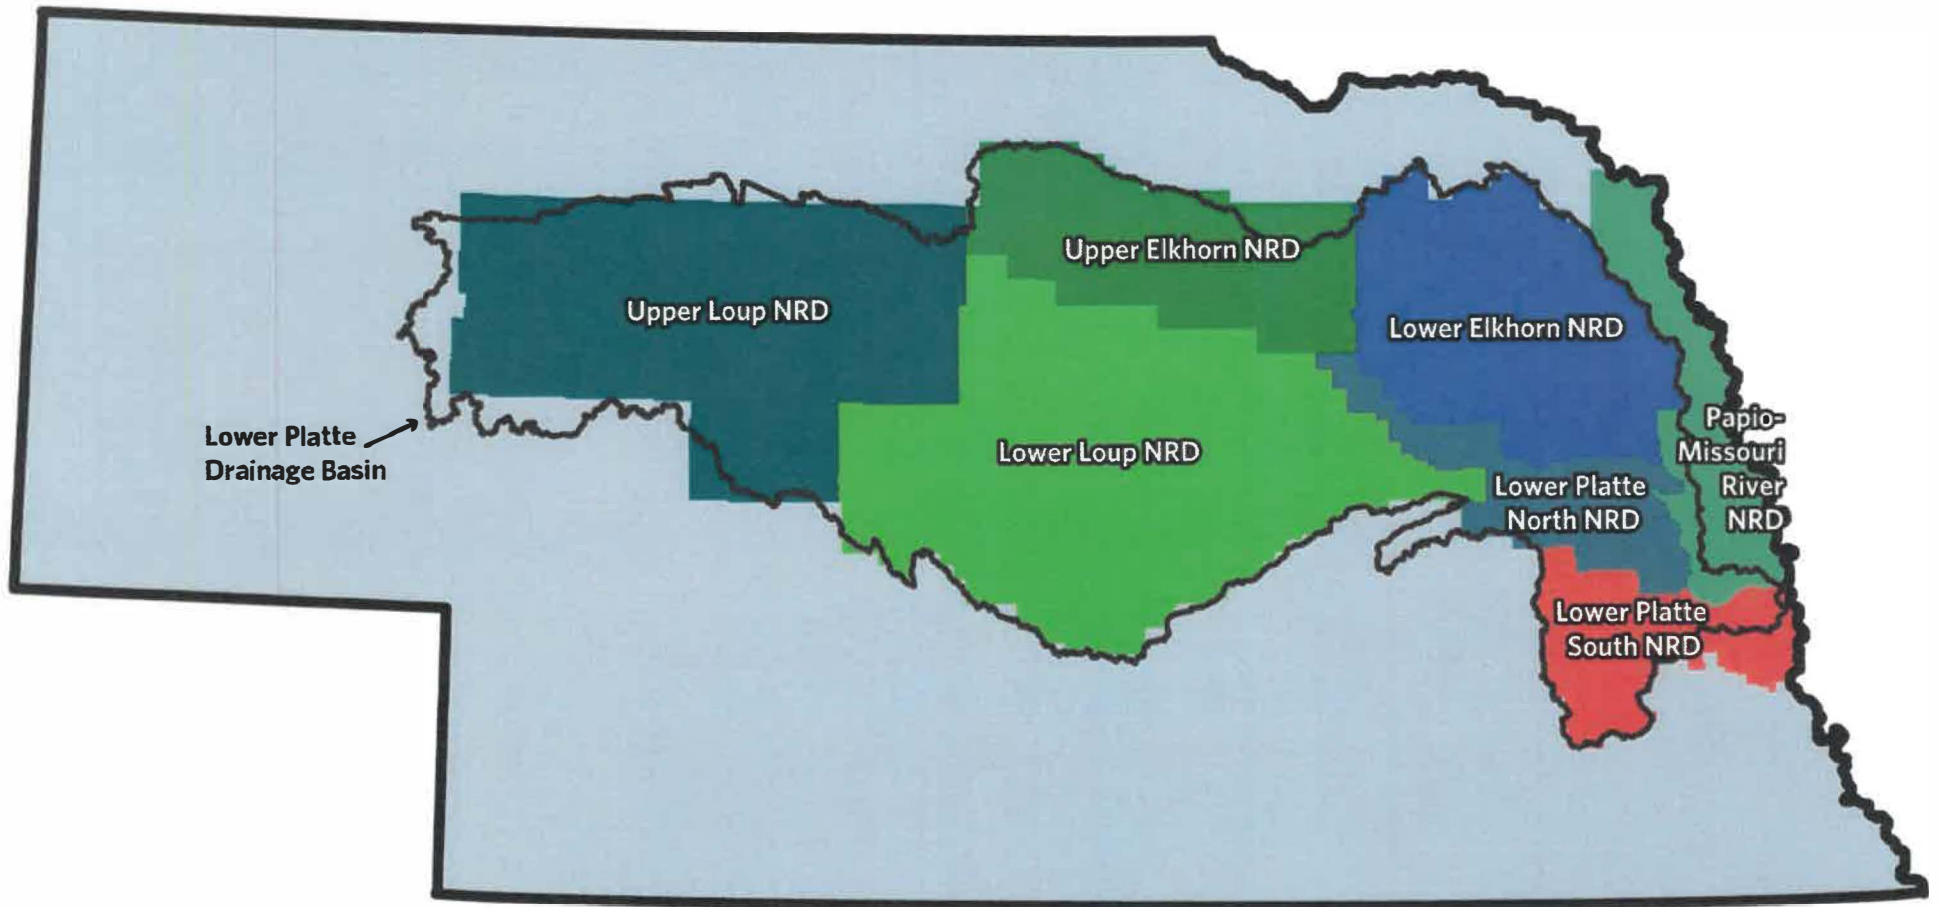 Upper Elkhorn NRD
Upper Loup NRD
Lower Elkhorn NRD
Lower Platte
Drainage Basin
Lower Loup NRD
Papio-
Missouri
River
NRD
Lower Platte
North NRD
Lower Platte
South NRD